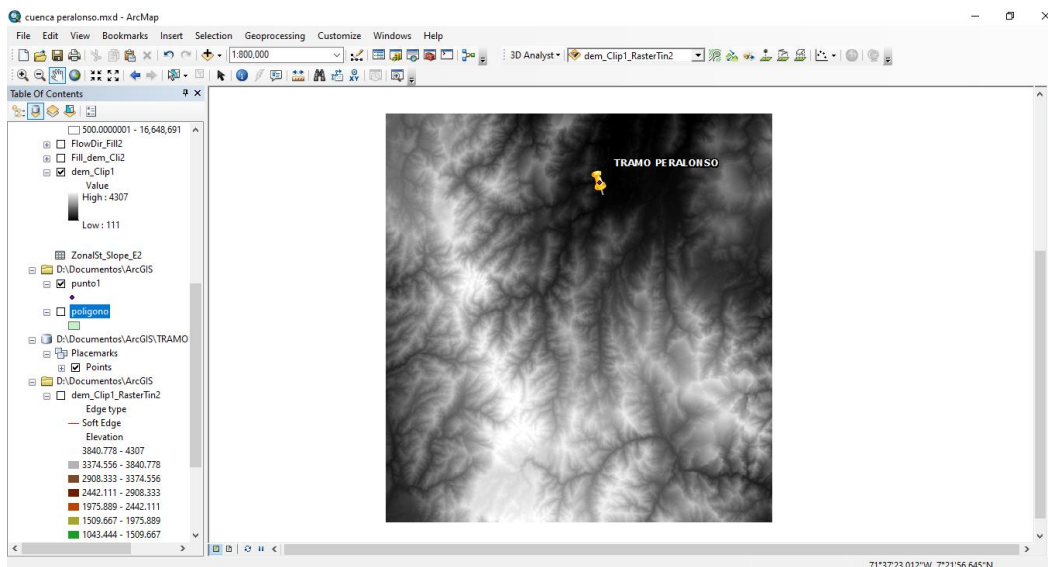 cuenca peralonso.mxd - ArcMap
File Edit View Bookmarks Insert Selection Geoprocessing Customize Windows Help
1:800,000
3D Analyst
dem_Clip1_RasterTin2
Table Of Contents
500.0000001 - 16,648,691
FlowDir_Fill2
Fill_dem_Cli2
dem_Clip1
Value
High : 4307
Low : 111
ZonalSt_Slope_E2
D:\Documentos\ArcGIS
punto1
poligono
D:\Documentos\ArcGIS\TRAMO
Placemarks
Points
D:\Documentos\ArcGIS
dem_Clip1_RasterTin2
Edge type
Soft Edge
Elevation
3840.778 - 4307
3374.556 - 3840.778
2908.333 - 3374.556
2442.111 - 2908.333
1975.889 - 2442.111
1509.667 - 1975.889
1043.444 - 1509.667
TRAMO PERALONSO
71°37'23.012"W 7°21'56.645"N